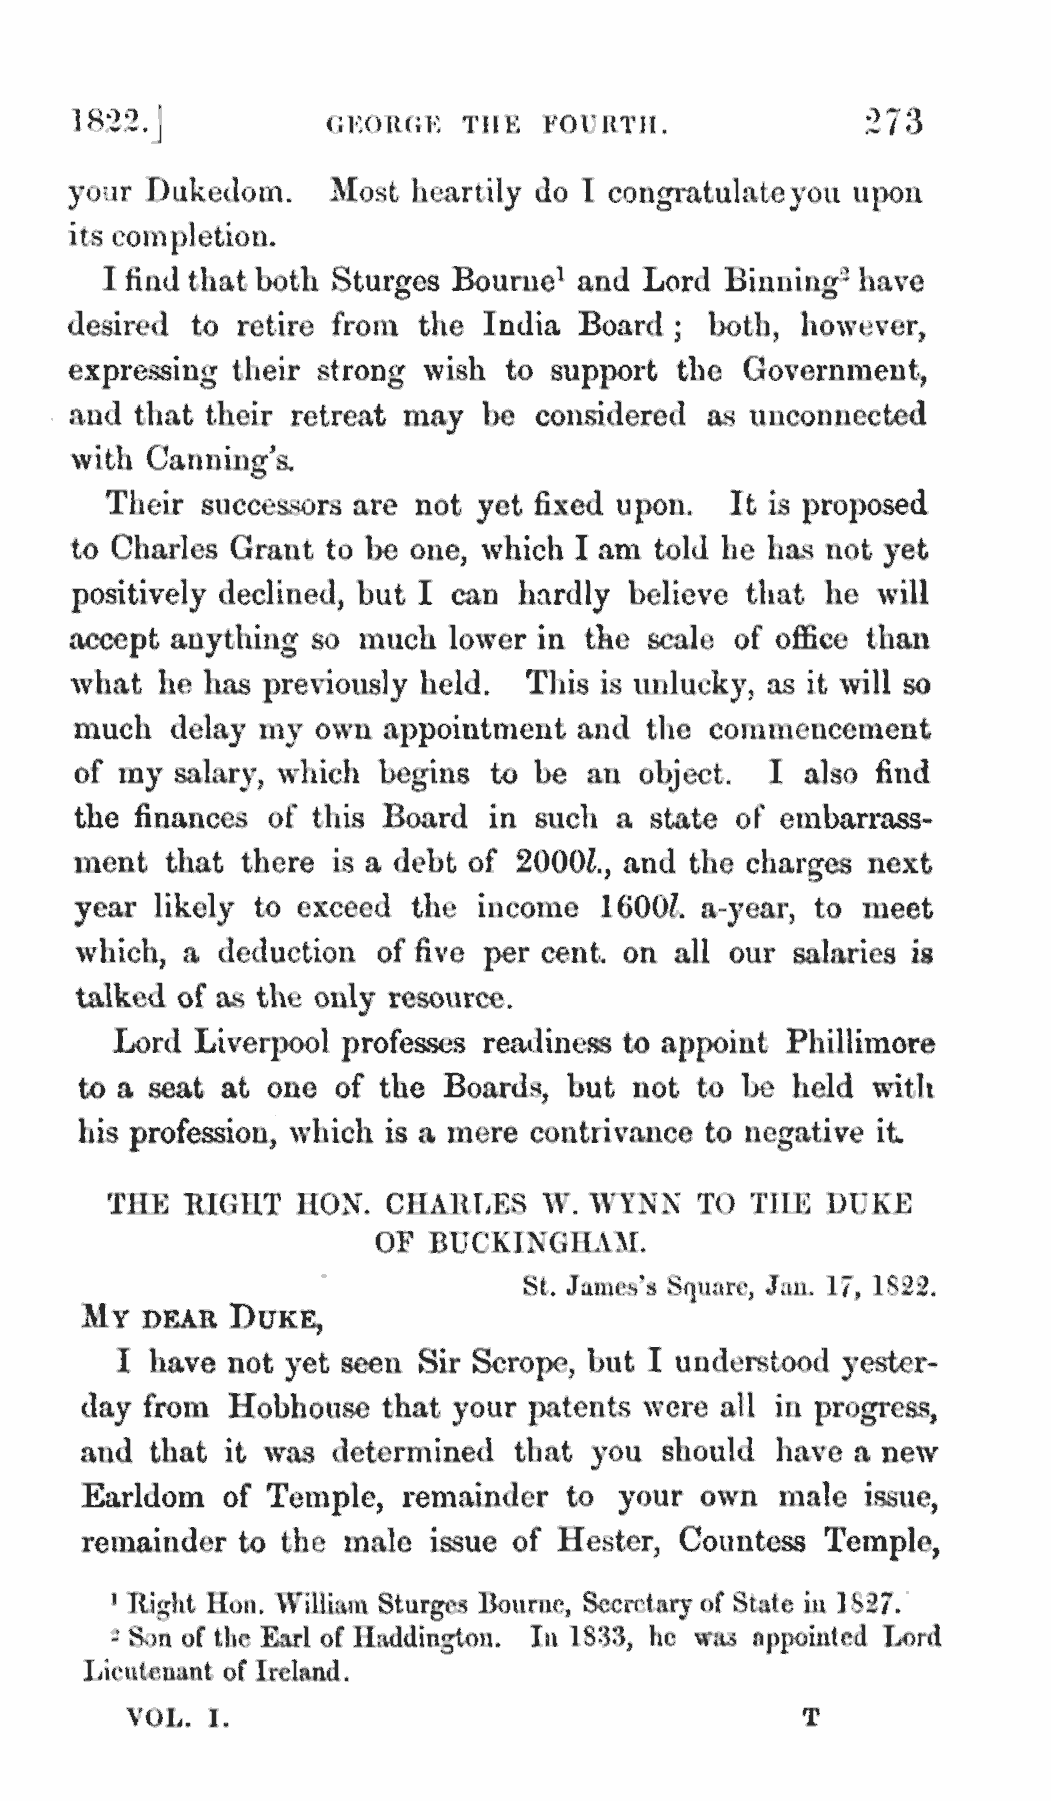 1822.] GEORGE THE FOURTH. 273
your Dukedom. Most heartily do I congratulate you upon
its completion.
I find that both Sturges Bourne¹ and Lord Binning² have
desired to retire from the India Board; both, however,
expressing their strong wish to support the Government,
and that their retreat may be considered as unconnected
with Canning's.
Their successors are not yet fixed upon. It is proposed
to Charles Grant to be one, which I am told he has not yet
positively declined, but I can hardly believe that he will
accept anything so much lower in the scale of office than
what he has previously held. This is unlucky, as it will so
much delay my own appointment and the commencement
of my salary, which begins to be an object. I also find
the finances of this Board in such a state of embarrass-
ment that there is a debt of 2000l., and the charges next
year likely to exceed the income 1600l. a-year, to meet
which, a deduction of five per cent. on all our salaries is
talked of as the only resource.
Lord Liverpool professes readiness to appoint Phillimore
to a seat at one of the Boards, but not to be held with
his profession, which is a mere contrivance to negative it.
THE RIGHT HON. CHARLES W. WYNN TO THE DUKE
OF BUCKINGHAM.
St. James's Square, Jan. 17, 1822.
MY DEAR DUKE,
I have not yet seen Sir Scrope, but I understood yester-
day from Hobhouse that your patents were all in progress,
and that it was determined that you should have a new
Earldom of Temple, remainder to your own male issue,
remainder to the male issue of Hester, Countess Temple,
¹ Right Hon. William Sturges Bourne, Secretary of State in 1827.
² Son of the Earl of Haddington. In 1833, he was appointed Lord
Lieutenant of Ireland.
VOL. I. T